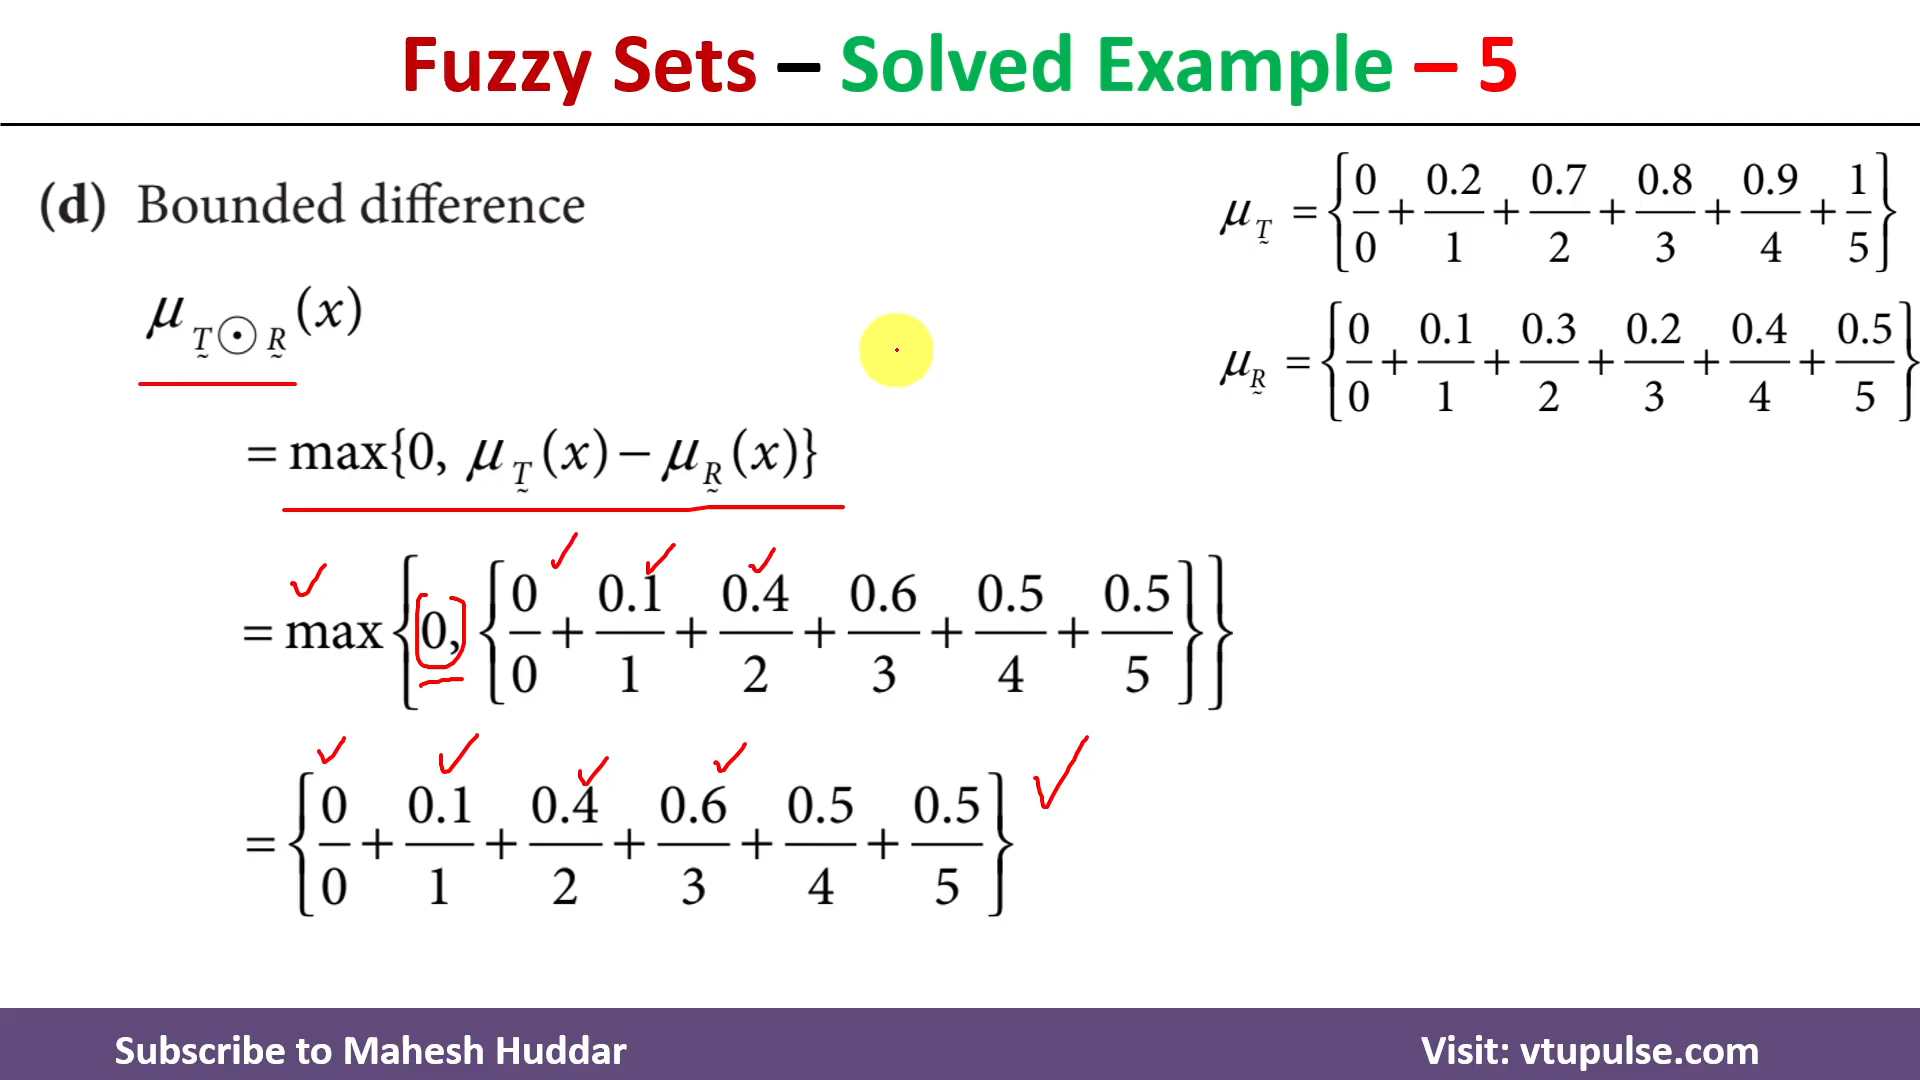 Fuzzy Sets – Solved Example – 5
(d) Bounded difference
μ_T̰ = {0/0 + 0.2/1 + 0.7/2 + 0.8/3 + 0.9/4 + 1/5}
μ_T̰⊙R̰(x)
μ_R̰ = {0/0 + 0.1/1 + 0.3/2 + 0.2/3 + 0.4/4 + 0.5/5}
= max{0, μ_T̰(x) − μ_R̰(x)}
= max {0, {0/0 + 0.1/1 + 0.4/2 + 0.6/3 + 0.5/4 + 0.5/5}}
= {0/0 + 0.1/1 + 0.4/2 + 0.6/3 + 0.5/4 + 0.5/5}
Subscribe to Mahesh Huddar
Visit: vtupulse.com